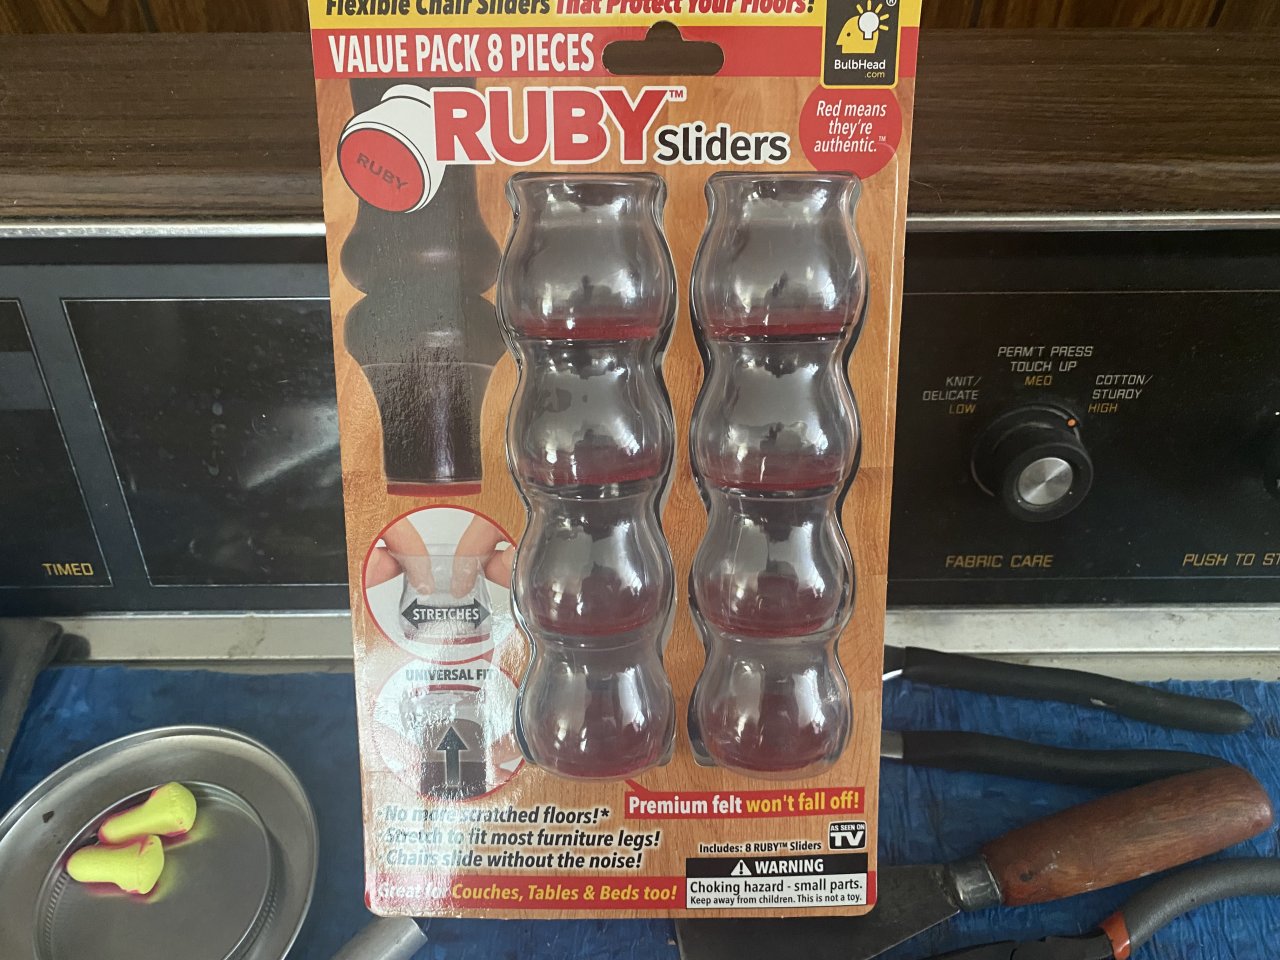 Flexible Chair Sliders That Protect Your Floors!
VALUE PACK 8 PIECES
BulbHead
.com
®
RUBY™
Sliders
Red means
they're
authentic.™
RUBY
STRETCHES
UNIVERSAL FIT
Premium felt won't fall off!
No more scratched floors!*
Stretch to fit most furniture legs!
Chairs slide without the noise!
Great for Couches, Tables & Beds too!
Includes: 8 RUBY™ Sliders
AS SEEN ON
TV
WARNING
Choking hazard - small parts.
Keep away from children. This is not a toy.
TIMED
PERM'T PRESS
TOUCH UP
MED
KNIT/
DELICATE
LOW
COTTON/
STURDY
HIGH
FABRIC CARE
PUSH TO ST